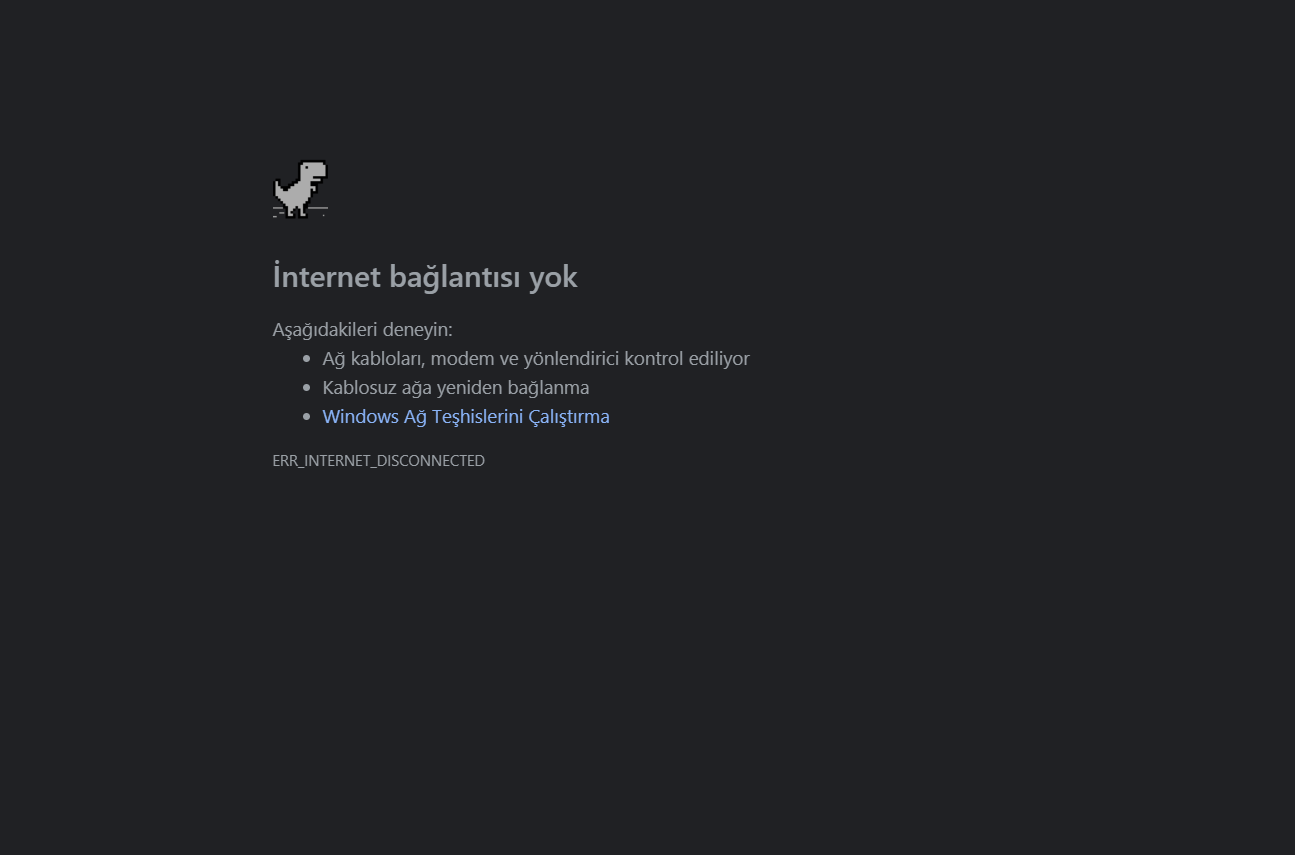 İnternet bağlantısı yok
Aşağıdakileri deneyin:
Ağ kabloları, modem ve yönlendirici kontrol ediliyor
Kablosuz ağa yeniden bağlanma
Windows Ağ Teşhislerini Çalıştırma
ERR_INTERNET_DISCONNECTED